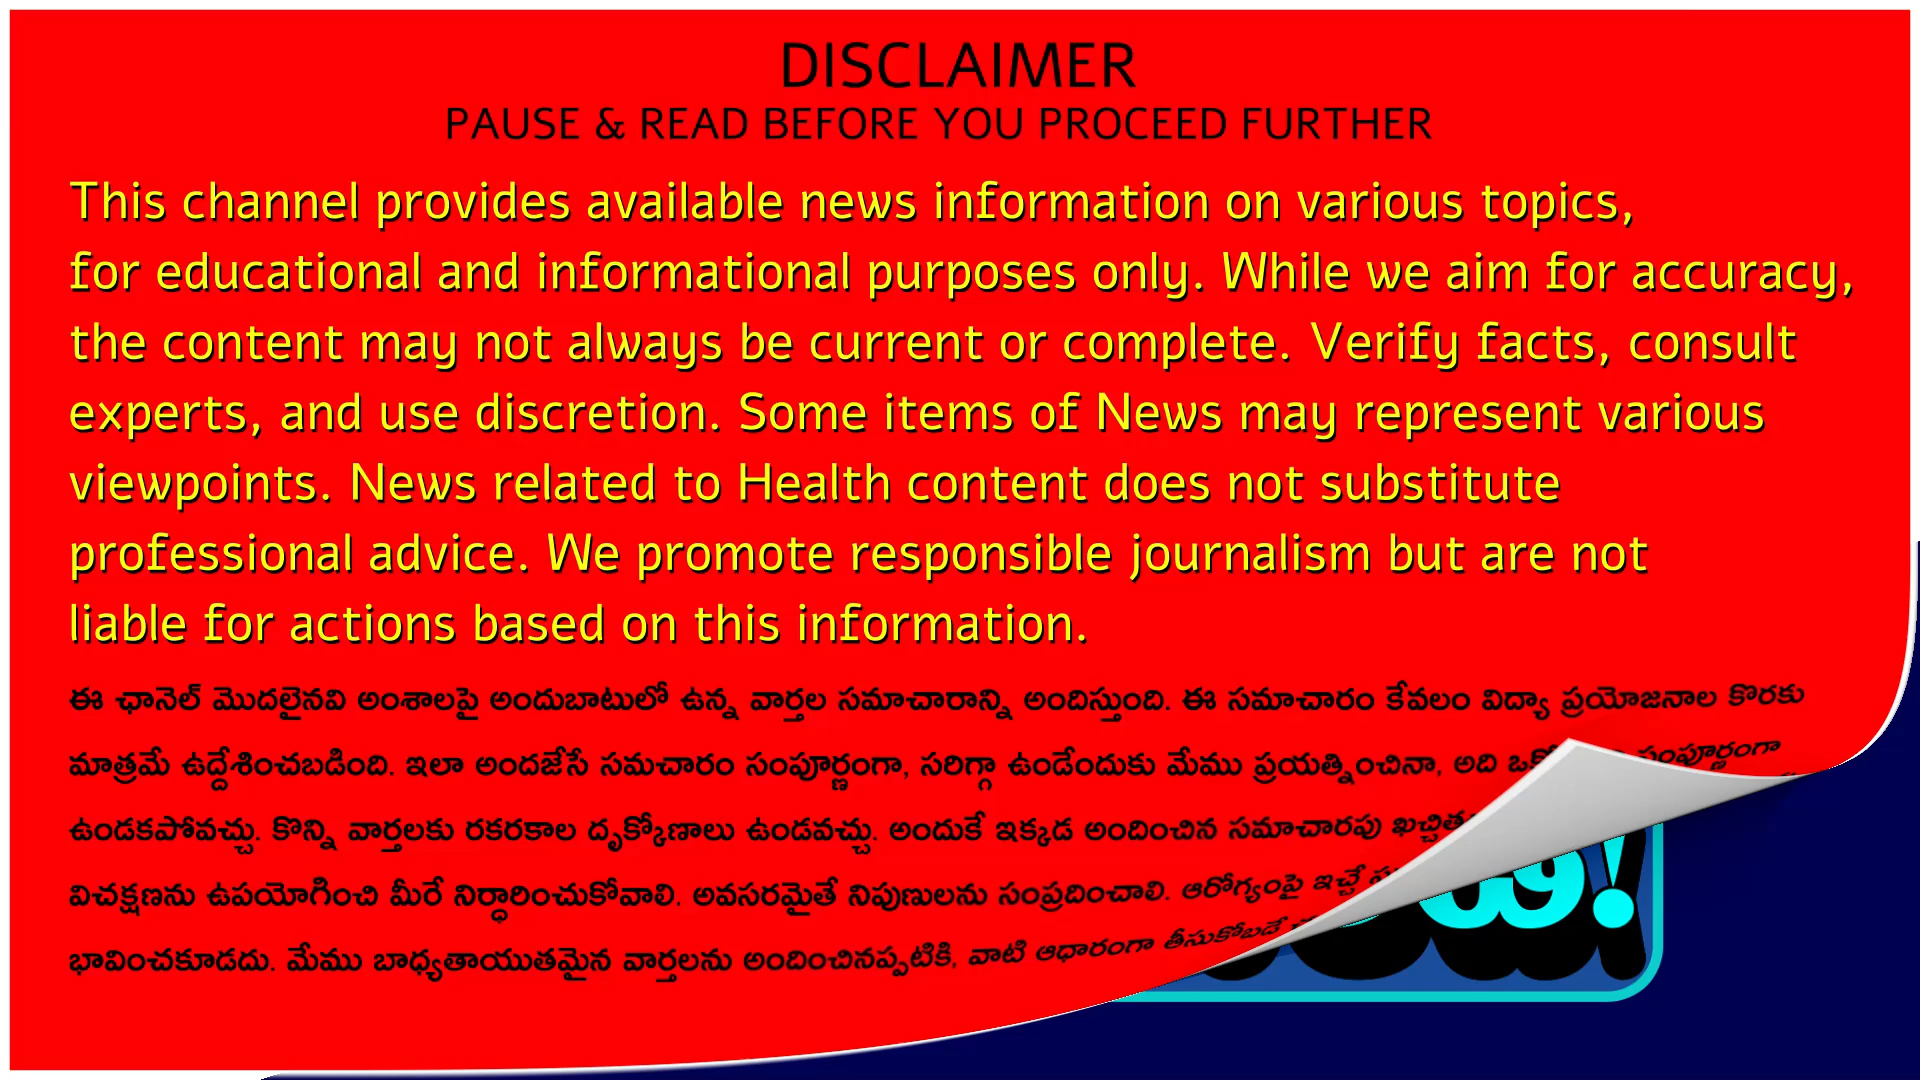 DISCLAIMER
PAUSE & READ BEFORE YOU PROCEED FURTHER
This channel provides available news information on various topics,
for educational and informational purposes only. While we aim for accuracy,
the content may not always be current or complete. Verify facts, consult
experts, and use discretion. Some items of News may represent various
viewpoints. News related to Health content does not substitute
professional advice. We promote responsible journalism but are not
liable for actions based on this information.
ఈ ఛానెల్ మొదలైనవి అంశాలపై అందుబాటులో ఉన్న వార్తల సమాచారాన్ని అందిస్తుంది. ఈ సమాచారం కేవలం విద్యా ప్రయోజనాల కొరకు
మాత్రమే ఉద్దేశించబడింది. ఇలా అందజేసే సమచారం సంపూర్ణంగా, సరిగ్గా ఉండేందుకు మేము ప్రయత్నించినా, అది సంపూర్ణంగా
ఉండకపోవచ్చు. కొన్ని వార్తలకు రకరకాల దృక్కోణాలు ఉండవచ్చు. అందుకే ఇక్కడ అందించిన సమాచారపు
విచక్షణను ఉపయోగించి మీరే నిర్ధారించుకోవాలి. అవసరమైతే నిపుణులను సంప్రదించాలి. ఆరోగ్యంపై ఇచ్చే
భావించకూడదు. మేము బాధ్యతాయుతమైన వార్తలను అందించినప్పటికి, వాటి ఆధారంగా తీసుకోబడే